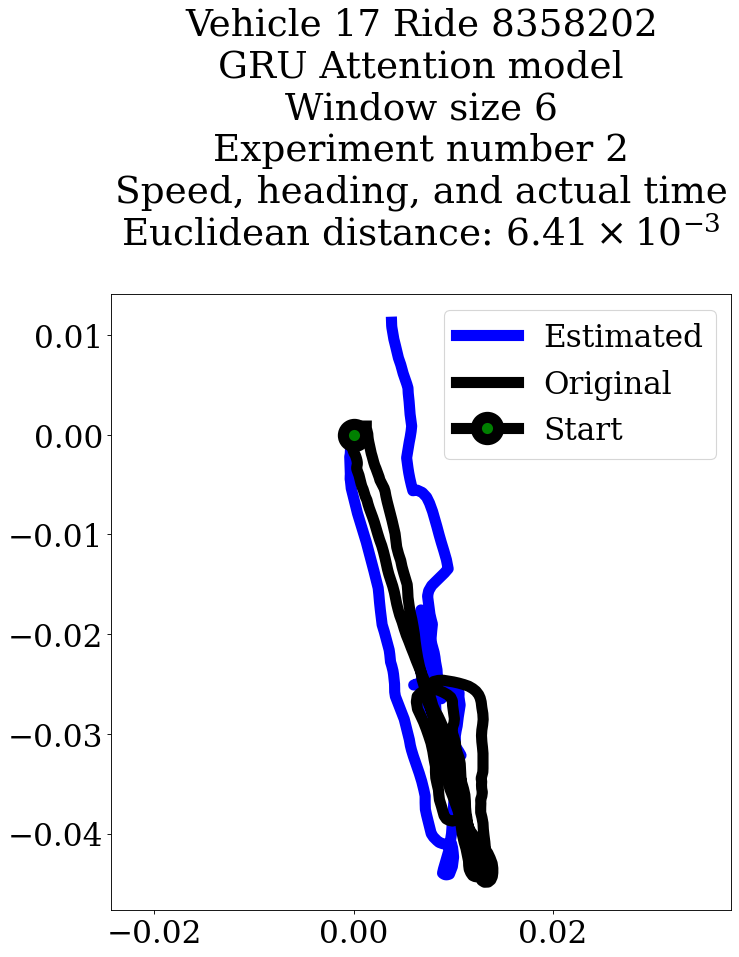 Vehicle 17 Ride 8358202
GRU Attention model
Window size 6
Experiment number 2
Speed, heading, and actual time
Euclidean distance: 6.41 × 10⁻³
Estimated
Original
Start
0.01
0.00
−0.01
−0.02
−0.03
−0.04
−0.02 0.00 0.02